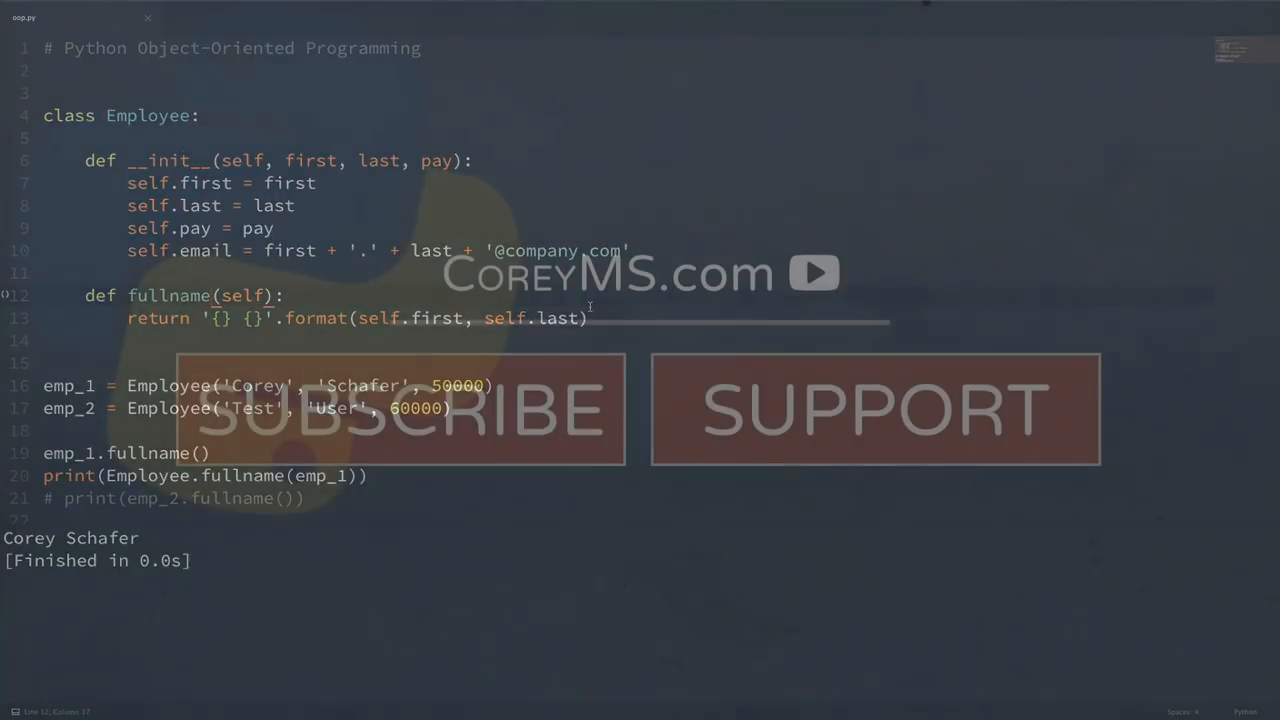 oop.py
1 # Python Object-Oriented Programming
2
3
4 class Employee:
5
6     def __init__(self, first, last, pay):
7         self.first = first
8         self.last = last
9         self.pay = pay
10         self.email = first + '.' + last + '@company.com'
11
CoreyMS.com
12     def fullname(self):
13         return '{} {}'.format(self.first, self.last)
14
15
16 emp_1 = Employee('Corey', 'Schafer', 50000)
17 emp_2 = Employee('Test', 'User', 60000)
SUBSCRIBE
SUPPORT
18
19 emp_1.fullname()
20 print(Employee.fullname(emp_1))
21 # print(emp_2.fullname())
22
Corey Schafer
[Finished in 0.0s]
Line 12, Column 17
Spaces: 4
Python